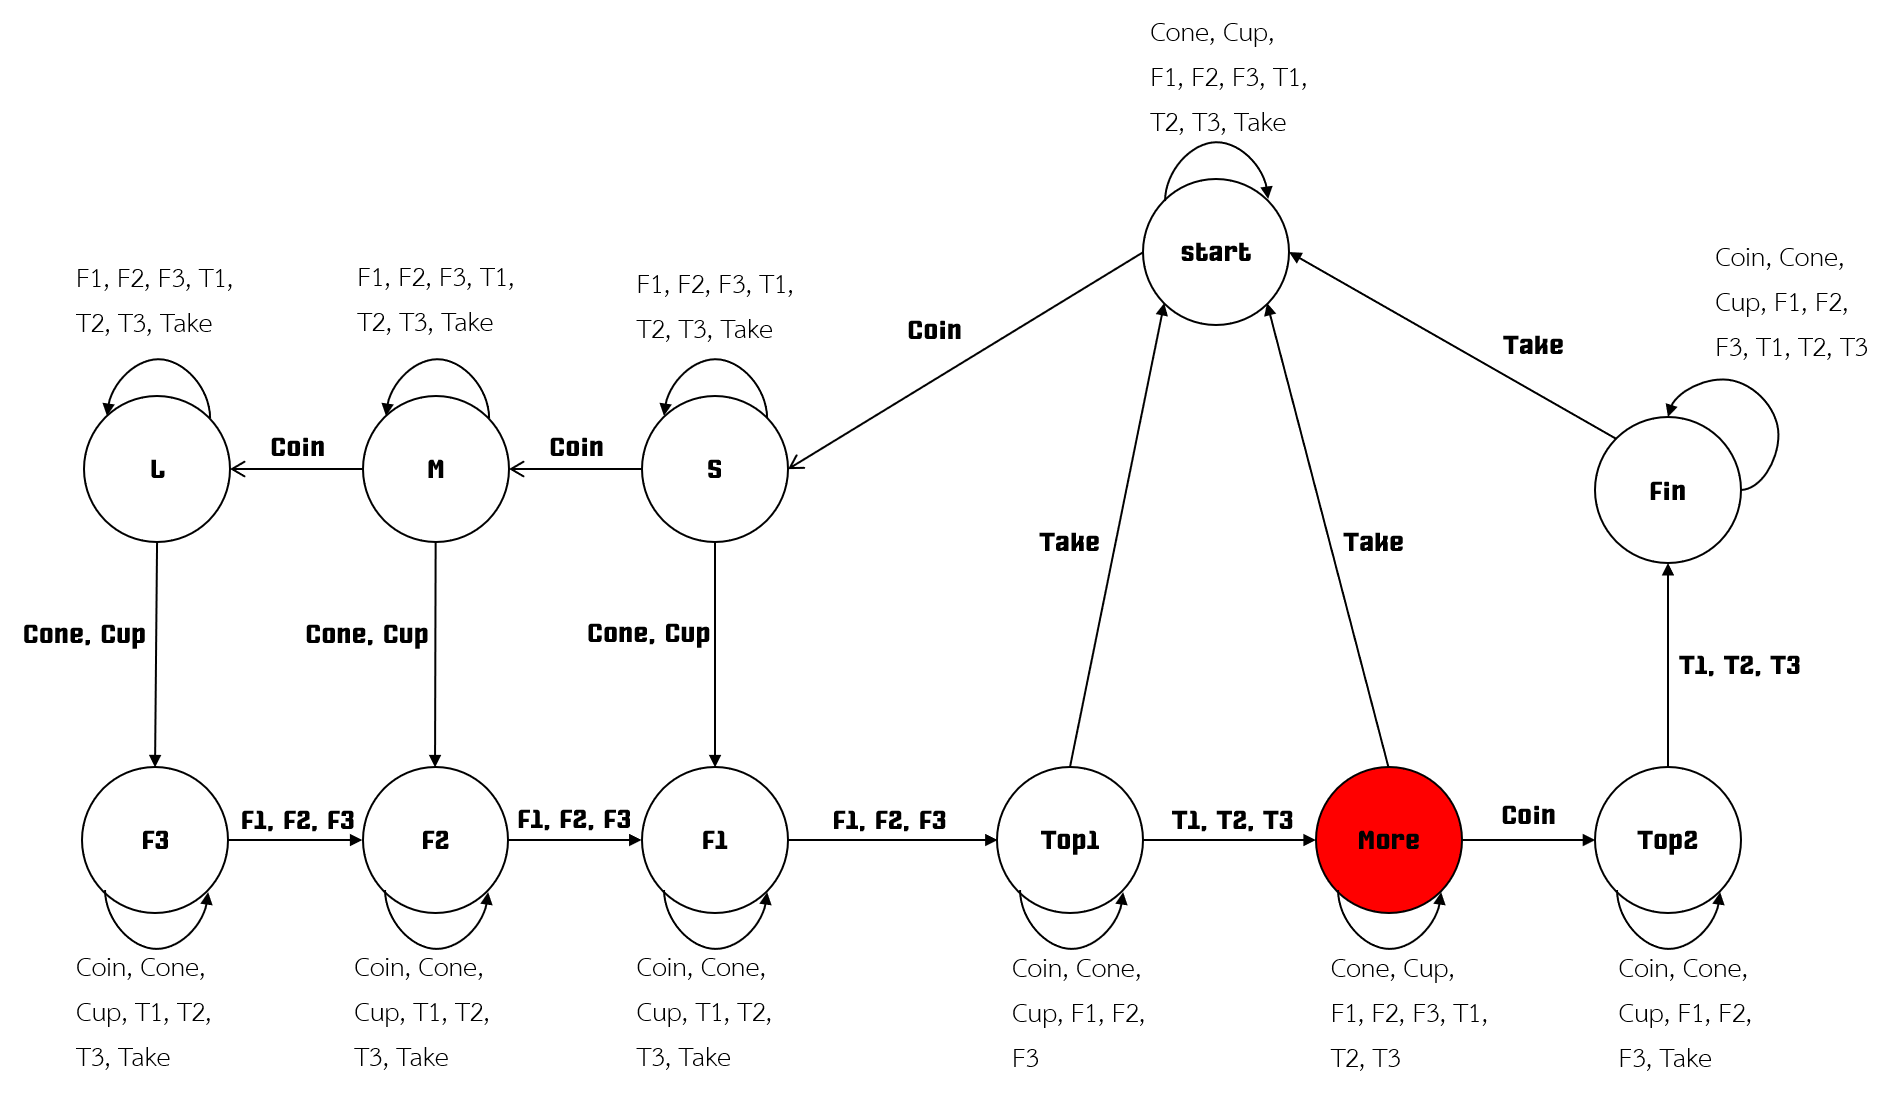 Cone, Cup,
F1, F2, F3, T1,
T2, T3, Take
start
Coin, Cone,
Cup, F1, F2,
F3, T1, T2, T3
F1, F2, F3, T1,
T2, T3, Take
F1, F2, F3, T1,
T2, T3, Take
F1, F2, F3, T1,
T2, T3, Take
Coin
Take
L
Coin
M
Coin
S
Fin
Take
Take
Cone, Cup
Cone, Cup
Cone, Cup
T1, T2, T3
F3
F1, F2, F3
F2
F1, F2, F3
F1
F1, F2, F3
Top1
T1, T2, T3
More
Coin
Top2
Coin, Cone,
Cup, T1, T2,
T3, Take
Coin, Cone,
Cup, T1, T2,
T3, Take
Coin, Cone,
Cup, T1, T2,
T3, Take
Coin, Cone,
Cup, F1, F2,
F3
Cone, Cup,
F1, F2, F3, T1,
T2, T3
Coin, Cone,
Cup, F1, F2,
F3, Take